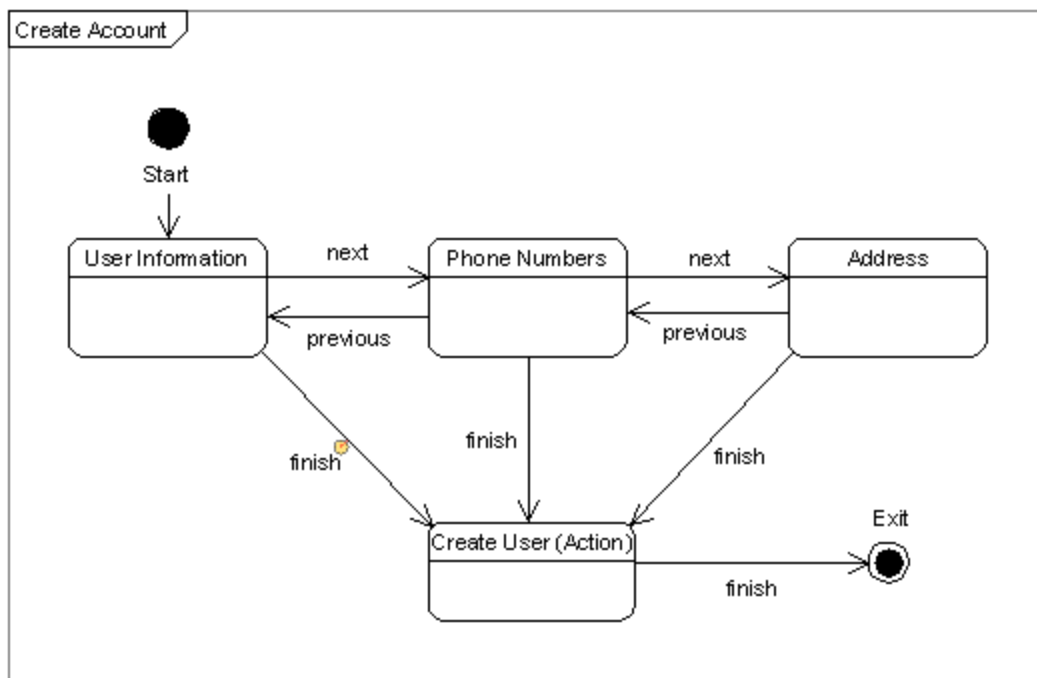 Create Account
Start
User Information
next
Phone Numbers
next
Address
previous
previous
finish
finish
finish
Create User (Action)
Exit
finish